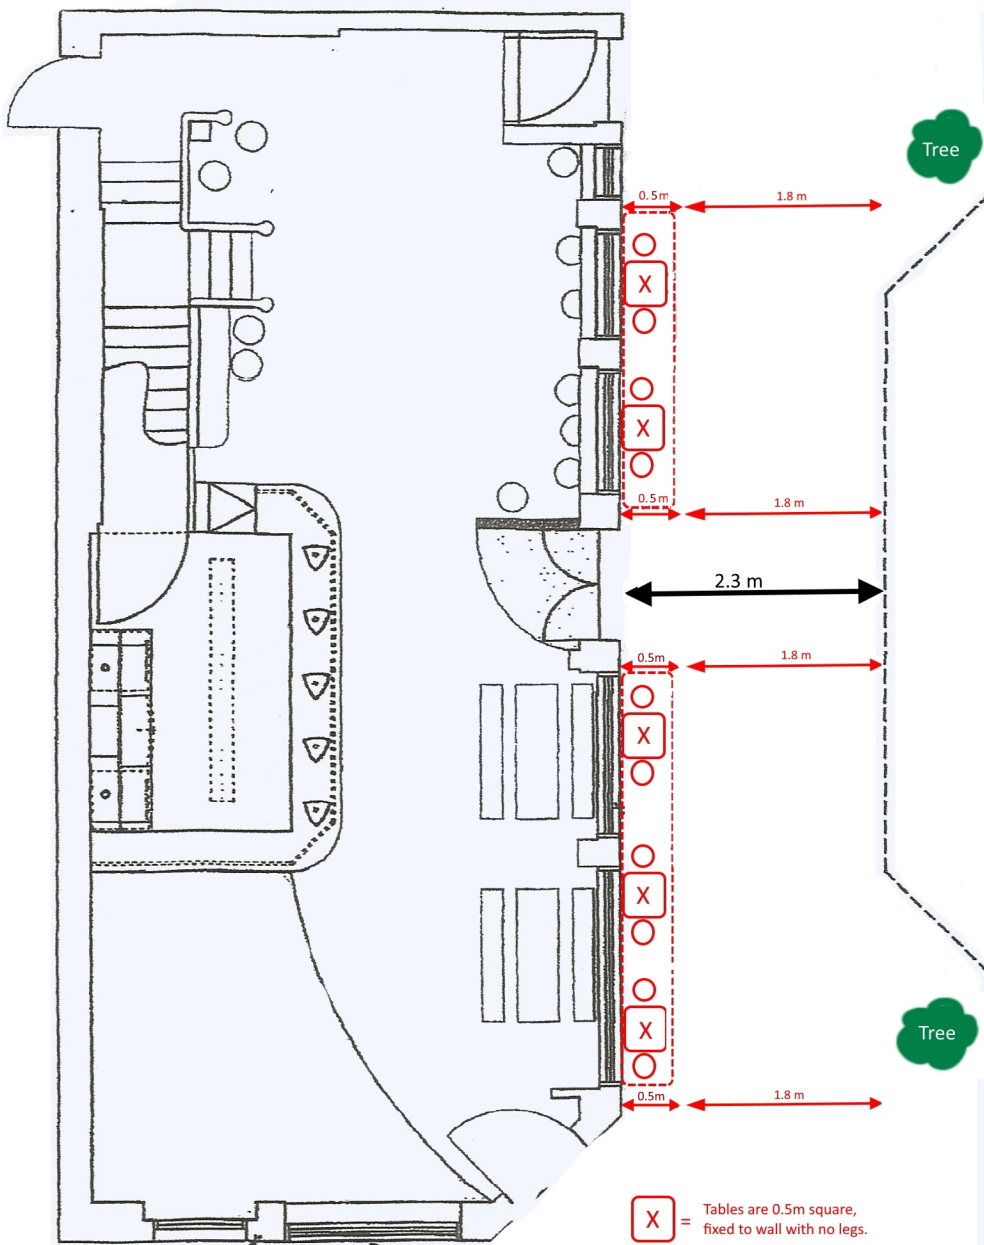 Tree
0.5m
1.8 m
X
X
0.5m
1.8 m
2.3 m
0.5m
1.8 m
X
X
X
Tree
0.5m
1.8 m
X = Tables are 0.5m square,
fixed to wall with no legs.